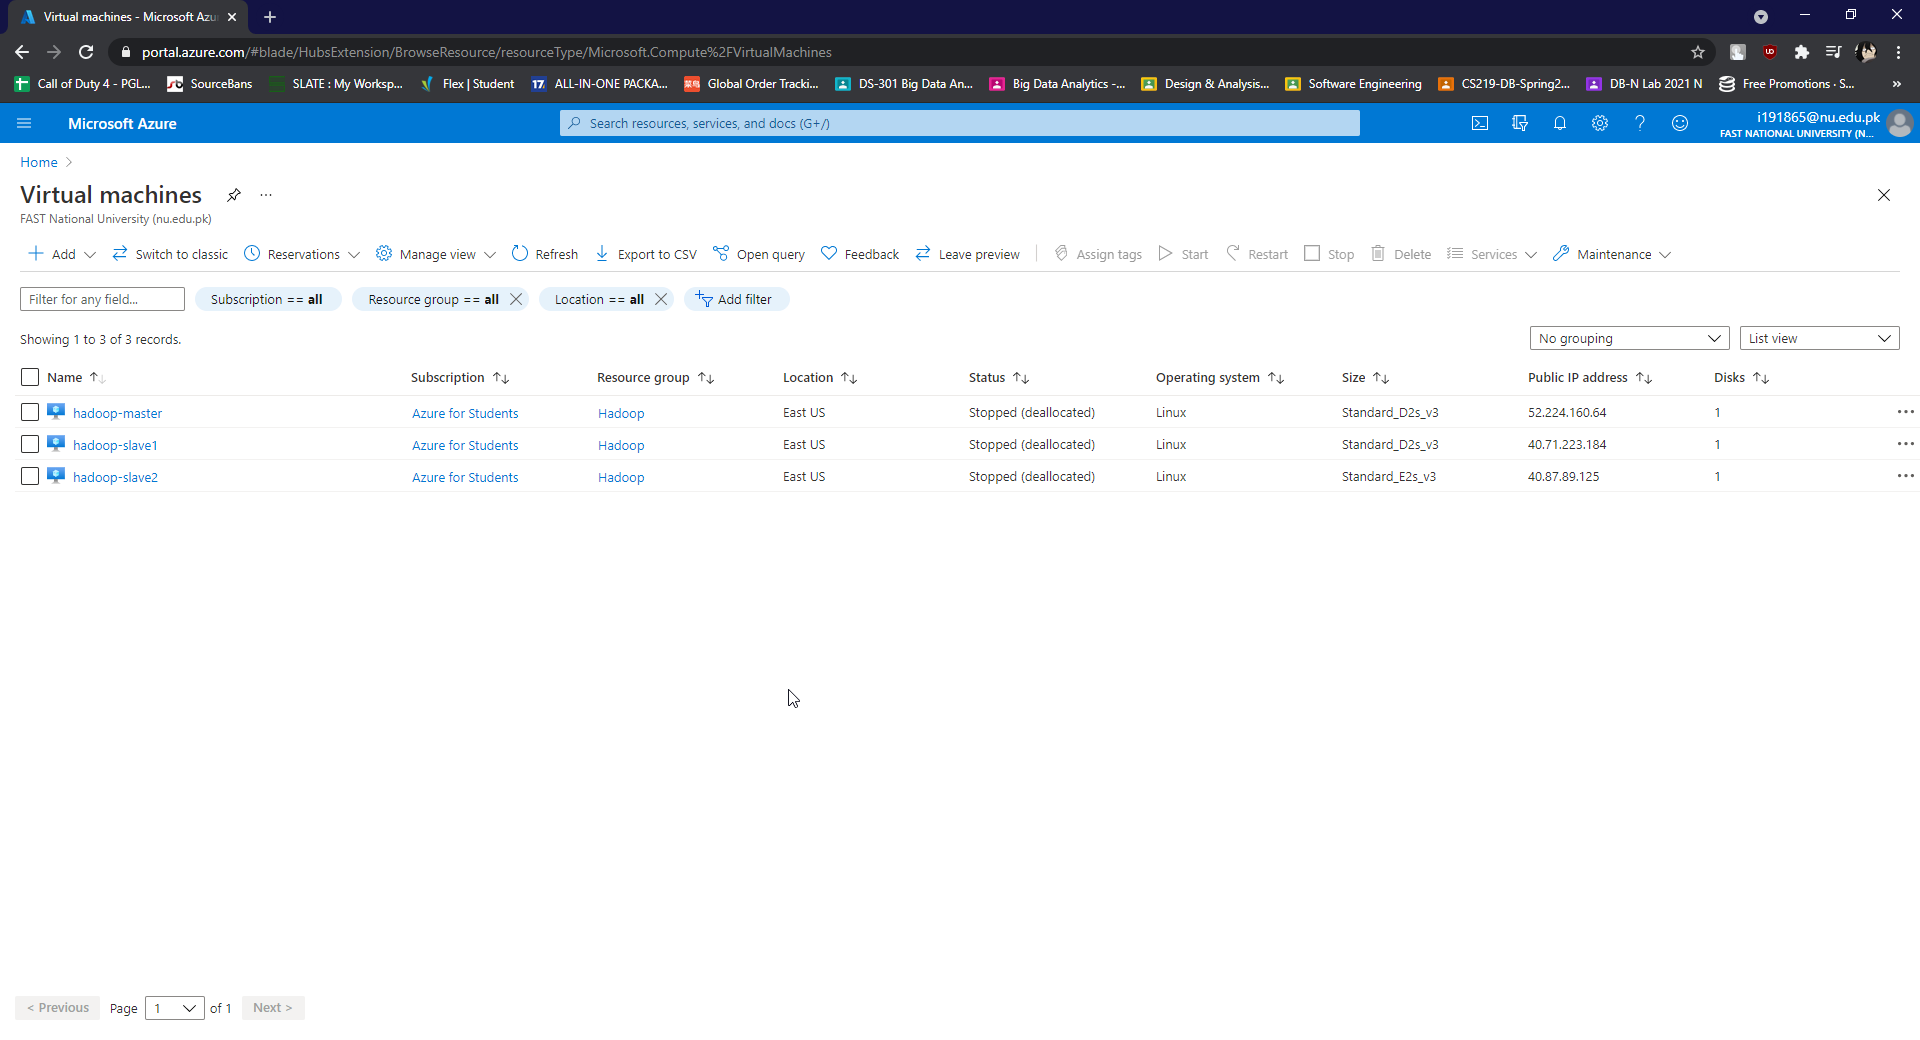 Virtual machines - Microsoft Azu
portal.azure.com/#blade/HubsExtension/BrowseResource/resourceType/Microsoft.Compute%2FVirtualMachines
Call of Duty 4 - PGL... SourceBans SLATE : My Worksp... Flex | Student 17 ALL-IN-ONE PACKA... Global Order Tracki... DS-301 Big Data An... Big Data Analytics -... Design & Analysis... Software Engineering CS219-DB-Spring2... DB-N Lab 2021 N Free Promotions · S... »
Microsoft Azure
Search resources, services, and docs (G+/)
i191865@nu.edu.pk
FAST NATIONAL UNIVERSITY (N...
Home >
Virtual machines ...
FAST National University (nu.edu.pk)
Add Switch to classic Reservations Manage view Refresh Export to CSV Open query Feedback Leave preview Assign tags Start Restart Stop Delete Services Maintenance
Filter for any field... Subscription == all Resource group == all Location == all Add filter
Showing 1 to 3 of 3 records. No grouping List view
Name Subscription Resource group Location Status Operating system Size Public IP address Disks
hadoop-master Azure for Students Hadoop East US Stopped (deallocated) Linux Standard_D2s_v3 52.224.160.64 1
hadoop-slave1 Azure for Students Hadoop East US Stopped (deallocated) Linux Standard_D2s_v3 40.71.223.184 1
hadoop-slave2 Azure for Students Hadoop East US Stopped (deallocated) Linux Standard_E2s_v3 40.87.89.125 1
< Previous Page 1 of 1 Next >